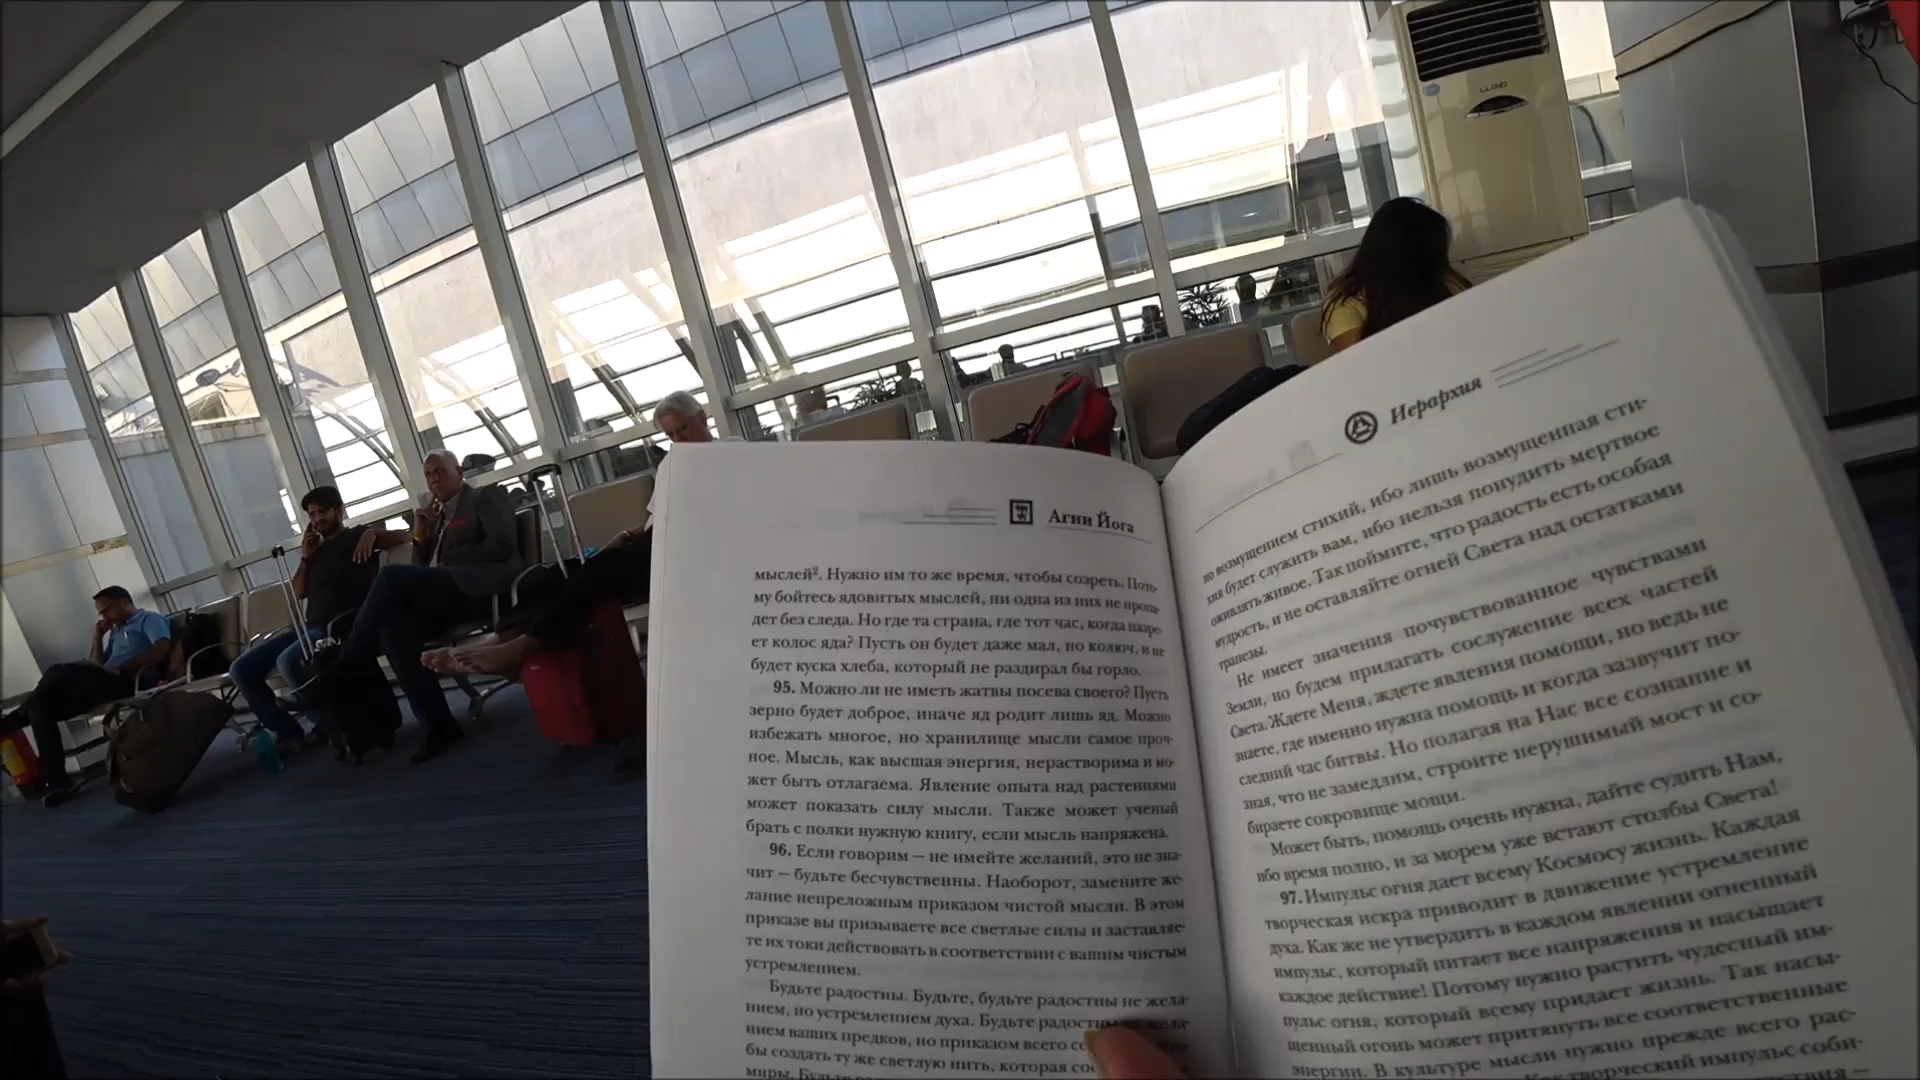 LLOYD
Агни Йога
мыслей². Нужно им то же время, чтобы созреть. Пото-
му бойтесь ядовитых мыслей, ни одна из них не пропа-
дет без следа. Но где та страна, где тот час, когда назре-
ет колос яда? Пусть он будет даже мал, но колюч, и не
будет куска хлеба, который не раздирал бы горло.
95. Можно ли не иметь жатвы посева своего? Пусть
зерно будет доброе, иначе яд родит лишь яд. Можно
избежать многое, но хранилище мысли самое проч-
ное. Мысль, как высшая энергия, нерастворима и мо-
жет быть отлагаема. Явление опыта над растениями
может показать силу мысли. Также может ученый
брать с полки нужную книгу, если мысль напряжена.
96. Если говорим — не имейте желаний, это не зна-
чит — будьте бесчувственны. Наоборот, замените же-
лание непреложным приказом чистой мысли. В этом
приказе вы призываете все светлые силы и заставляе-
те их токи действовать в соответствии с вашим чистым
устремлением.
Будьте радостны. Будьте, будьте радостны не жела-
нием, но устремлением духа. Будьте радостны не жела-
нием ваших предков, но приказом всего
бы создать ту же светлую нить, которая
миры.
Иерархия
но возмущением стихий, ибо лишь возмущенная сти-
хия будет служить вам, ибо нельзя понудить мертвое
оживлять живое. Так поймите, что радость есть особая
мудрость, и не оставляйте огней Света над остатками
трапезы.
Не имеет значения почувствованное чувствами
Земли, но будем прилагать сослужение всех частей
Света. Ждете Меня, ждете явления помощи, но ведь не
знаете, где именно нужна помощь и когда зазвучит по-
следний час битвы. Но полагая на Нас все сознание и
зная, что не замедлим, строите нерушимый мост и со-
бираете сокровище мощи.
Может быть, помощь очень нужна, дайте судить Нам,
ибо время полно, и за морем уже встают столбы Света!
97. Импульс огня дает всему Космосу жизнь. Каждая
творческая искра приводит в движение устремление
духа. Как же не утвердить в каждом явлении огненный
импульс, который питает все напряжения и насыщает
каждое действие! Потому нужно растить чудесный им-
пульс огня, который всему придает жизнь. Так насы-
щенный огонь может притянуть все соответственные
энергии. В культуре мысли нужно прежде всего рас-
Как творческий импульс соби-